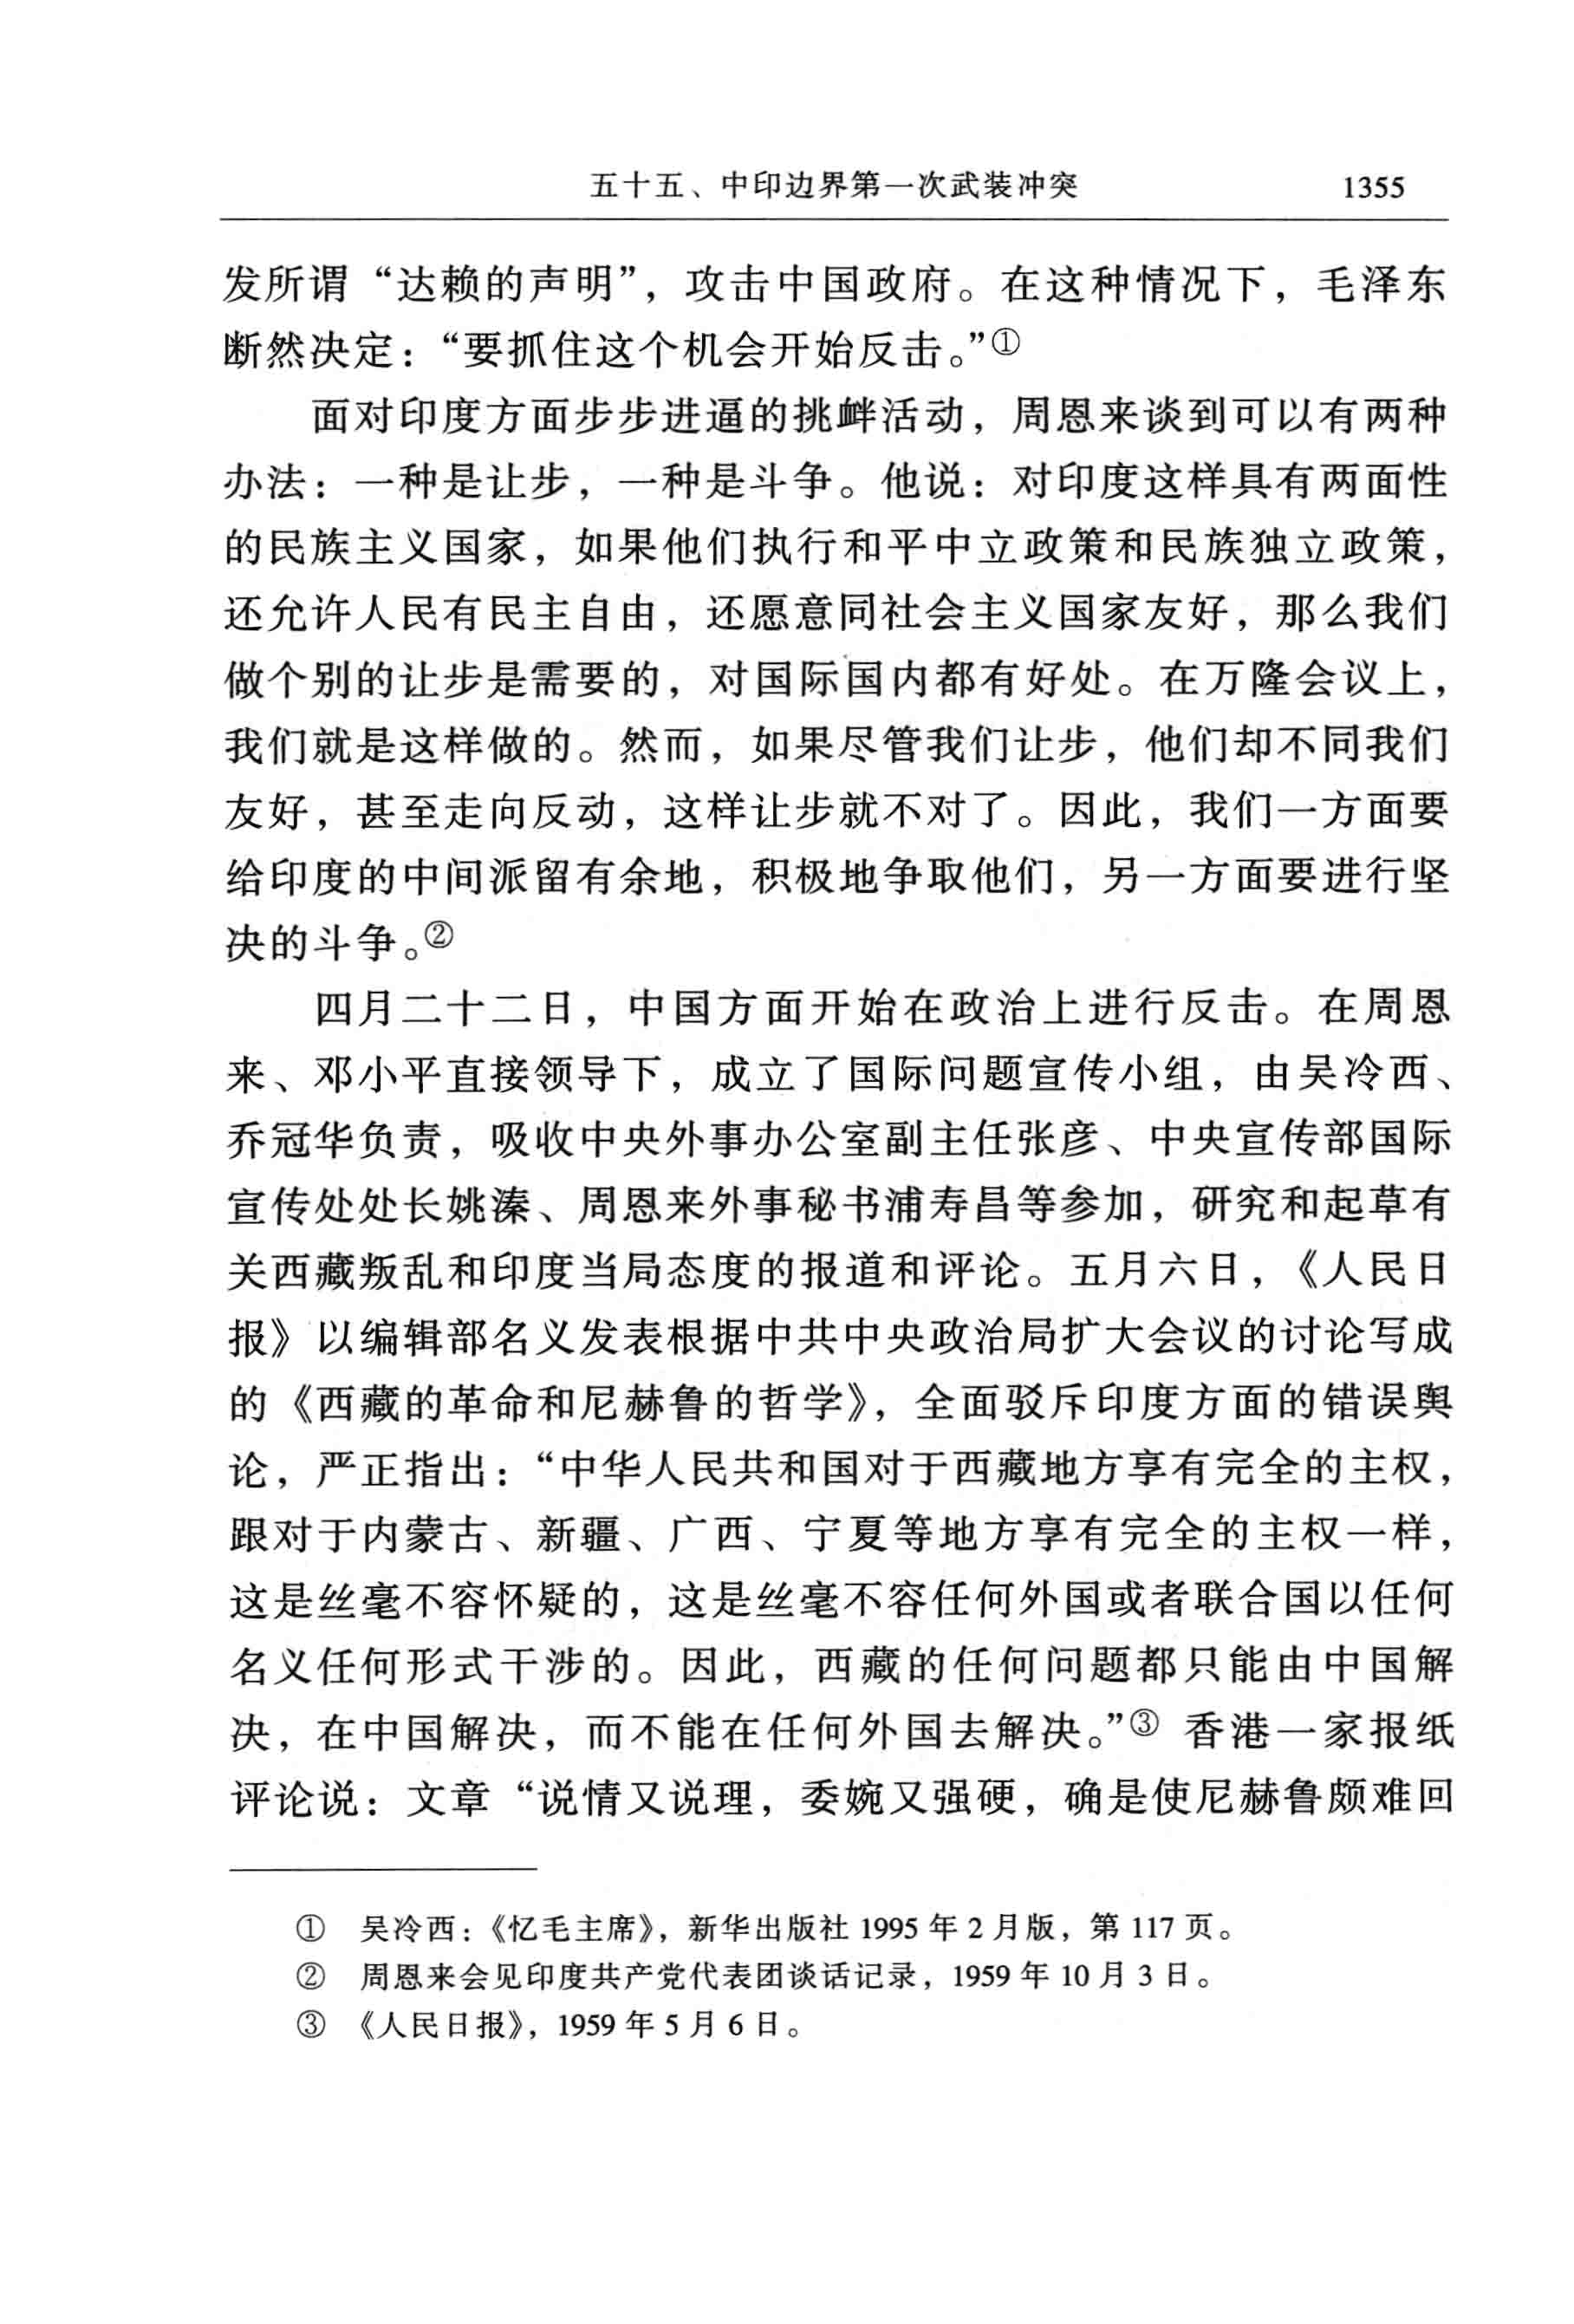 五十五、中印边界第一次武装冲突 1355
发所谓“达赖的声明”，攻击中国政府。在这种情况下，毛泽东
断然决定：“要抓住这个机会开始反击。”①
面对印度方面步步进逼的挑衅活动，周恩来谈到可以有两种
办法：一种是让步，一种是斗争。他说：对印度这样具有两面性
的民族主义国家，如果他们执行和平中立政策和民族独立政策，
还允许人民有民主自由，还愿意同社会主义国家友好，那么我们
做个别的让步是需要的，对国际国内都有好处。在万隆会议上，
我们就是这样做的。然而，如果尽管我们让步，他们却不同我们
友好，甚至走向反动，这样让步就不对了。因此，我们一方面要
给印度的中间派留有余地，积极地争取他们，另一方面要进行坚
决的斗争。②
四月二十二日，中国方面开始在政治上进行反击。在周恩
来、邓小平直接领导下，成立了国际问题宣传小组，由吴冷西、
乔冠华负责，吸收中央外事办公室副主任张彦、中央宣传部国际
宣传处处长姚溱、周恩来外事秘书浦寿昌等参加，研究和起草有
关西藏叛乱和印度当局态度的报道和评论。五月六日，《人民日
报》以编辑部名义发表根据中共中央政治局扩大会议的讨论写成
的《西藏的革命和尼赫鲁的哲学》，全面驳斥印度方面的错误舆
论，严正指出：“中华人民共和国对于西藏地方享有完全的主权，
跟对于内蒙古、新疆、广西、宁夏等地方享有完全的主权一样，
这是丝毫不容怀疑的，这是丝毫不容任何外国或者联合国以任何
名义任何形式干涉的。因此，西藏的任何问题都只能由中国解
决，在中国解决，而不能在任何外国去解决。”③ 香港一家报纸
评论说：文章“说情又说理，委婉又强硬，确是使尼赫鲁颇难回
① 吴冷西：《忆毛主席》，新华出版社 1995 年 2 月版，第 117 页。
② 周恩来会见印度共产党代表团谈话记录，1959 年 10 月 3 日。
③ 《人民日报》，1959 年 5 月 6 日。